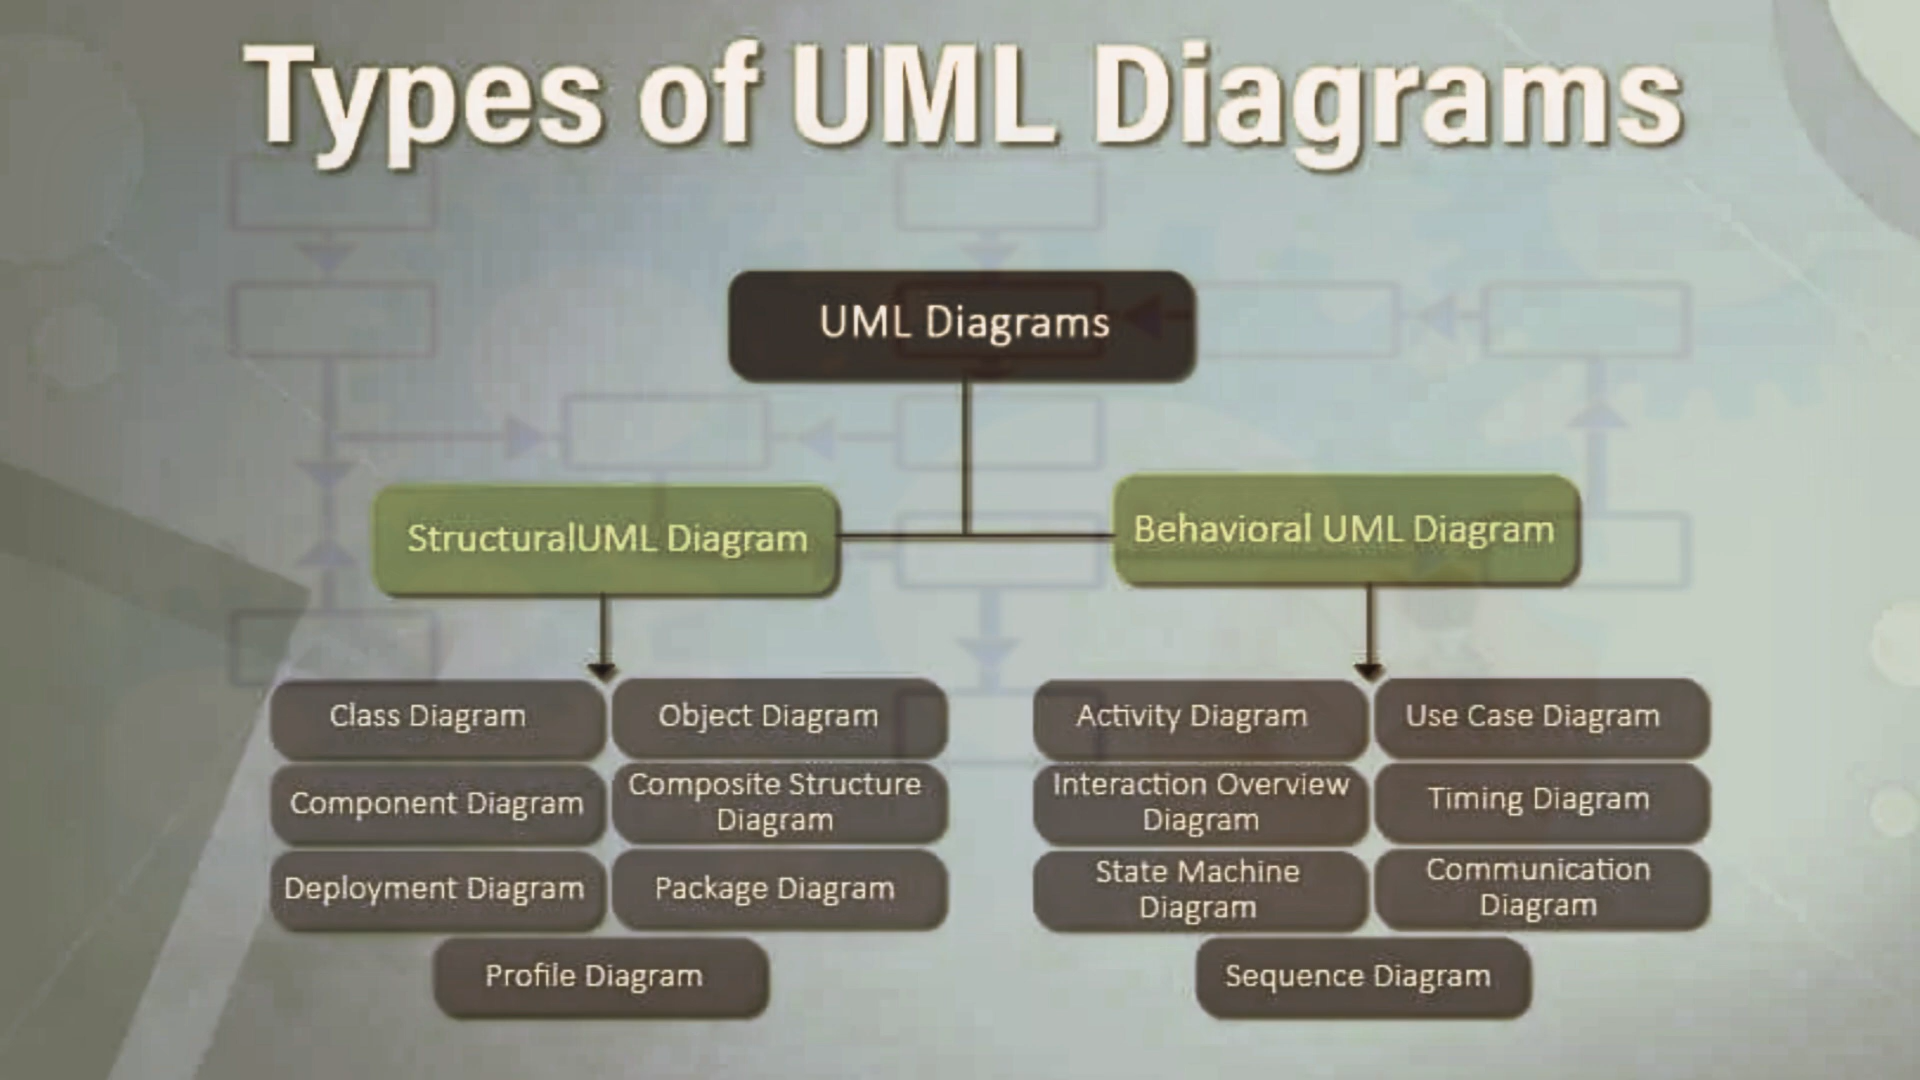 Types of UML Diagrams
UML Diagrams
StructuralUML Diagram
Behavioral UML Diagram
Class Diagram
Object Diagram
Component Diagram
Composite Structure
Diagram
Deployment Diagram
Package Diagram
Profile Diagram
Activity Diagram
Use Case Diagram
Interaction Overview
Diagram
Timing Diagram
State Machine
Diagram
Communication
Diagram
Sequence Diagram